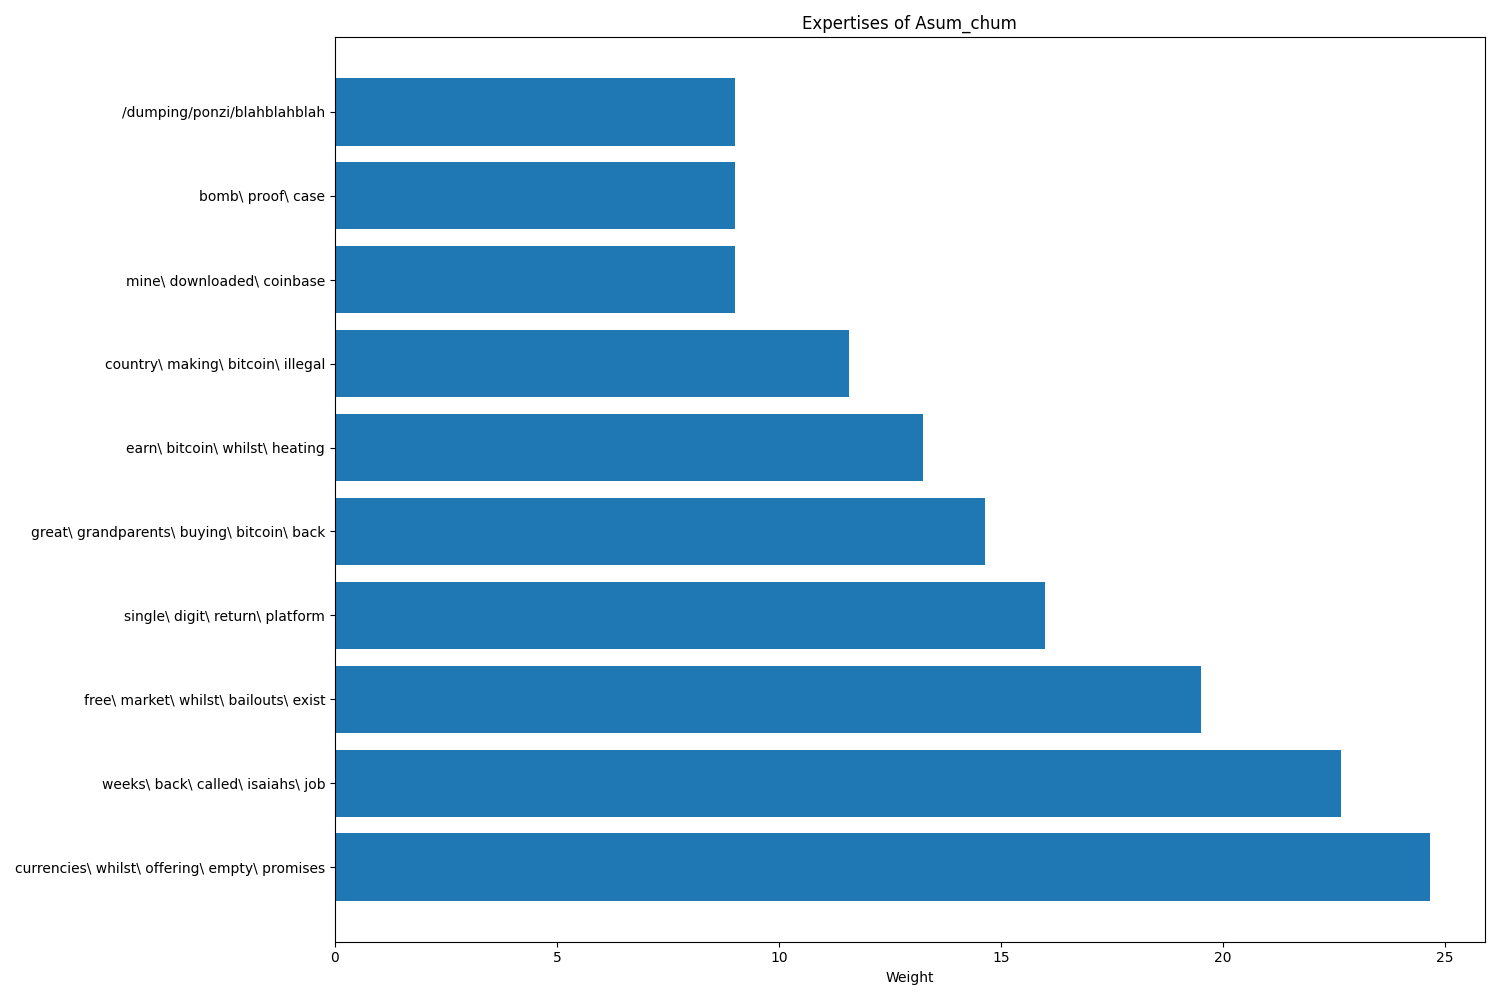 Expertises of Asum_chum
/dumping/ponzi/blahblahblah
bomb\ proof\ case
mine\ downloaded\ coinbase
country\ making\ bitcoin\ illegal
earn\ bitcoin\ whilst\ heating
great\ grandparents\ buying\ bitcoin\ back
single\ digit\ return\ platform
free\ market\ whilst\ bailouts\ exist
weeks\ back\ called\ isaiahs\ job
currencies\ whilst\ offering\ empty\ promises
0 5 10 15 20 25
Weight